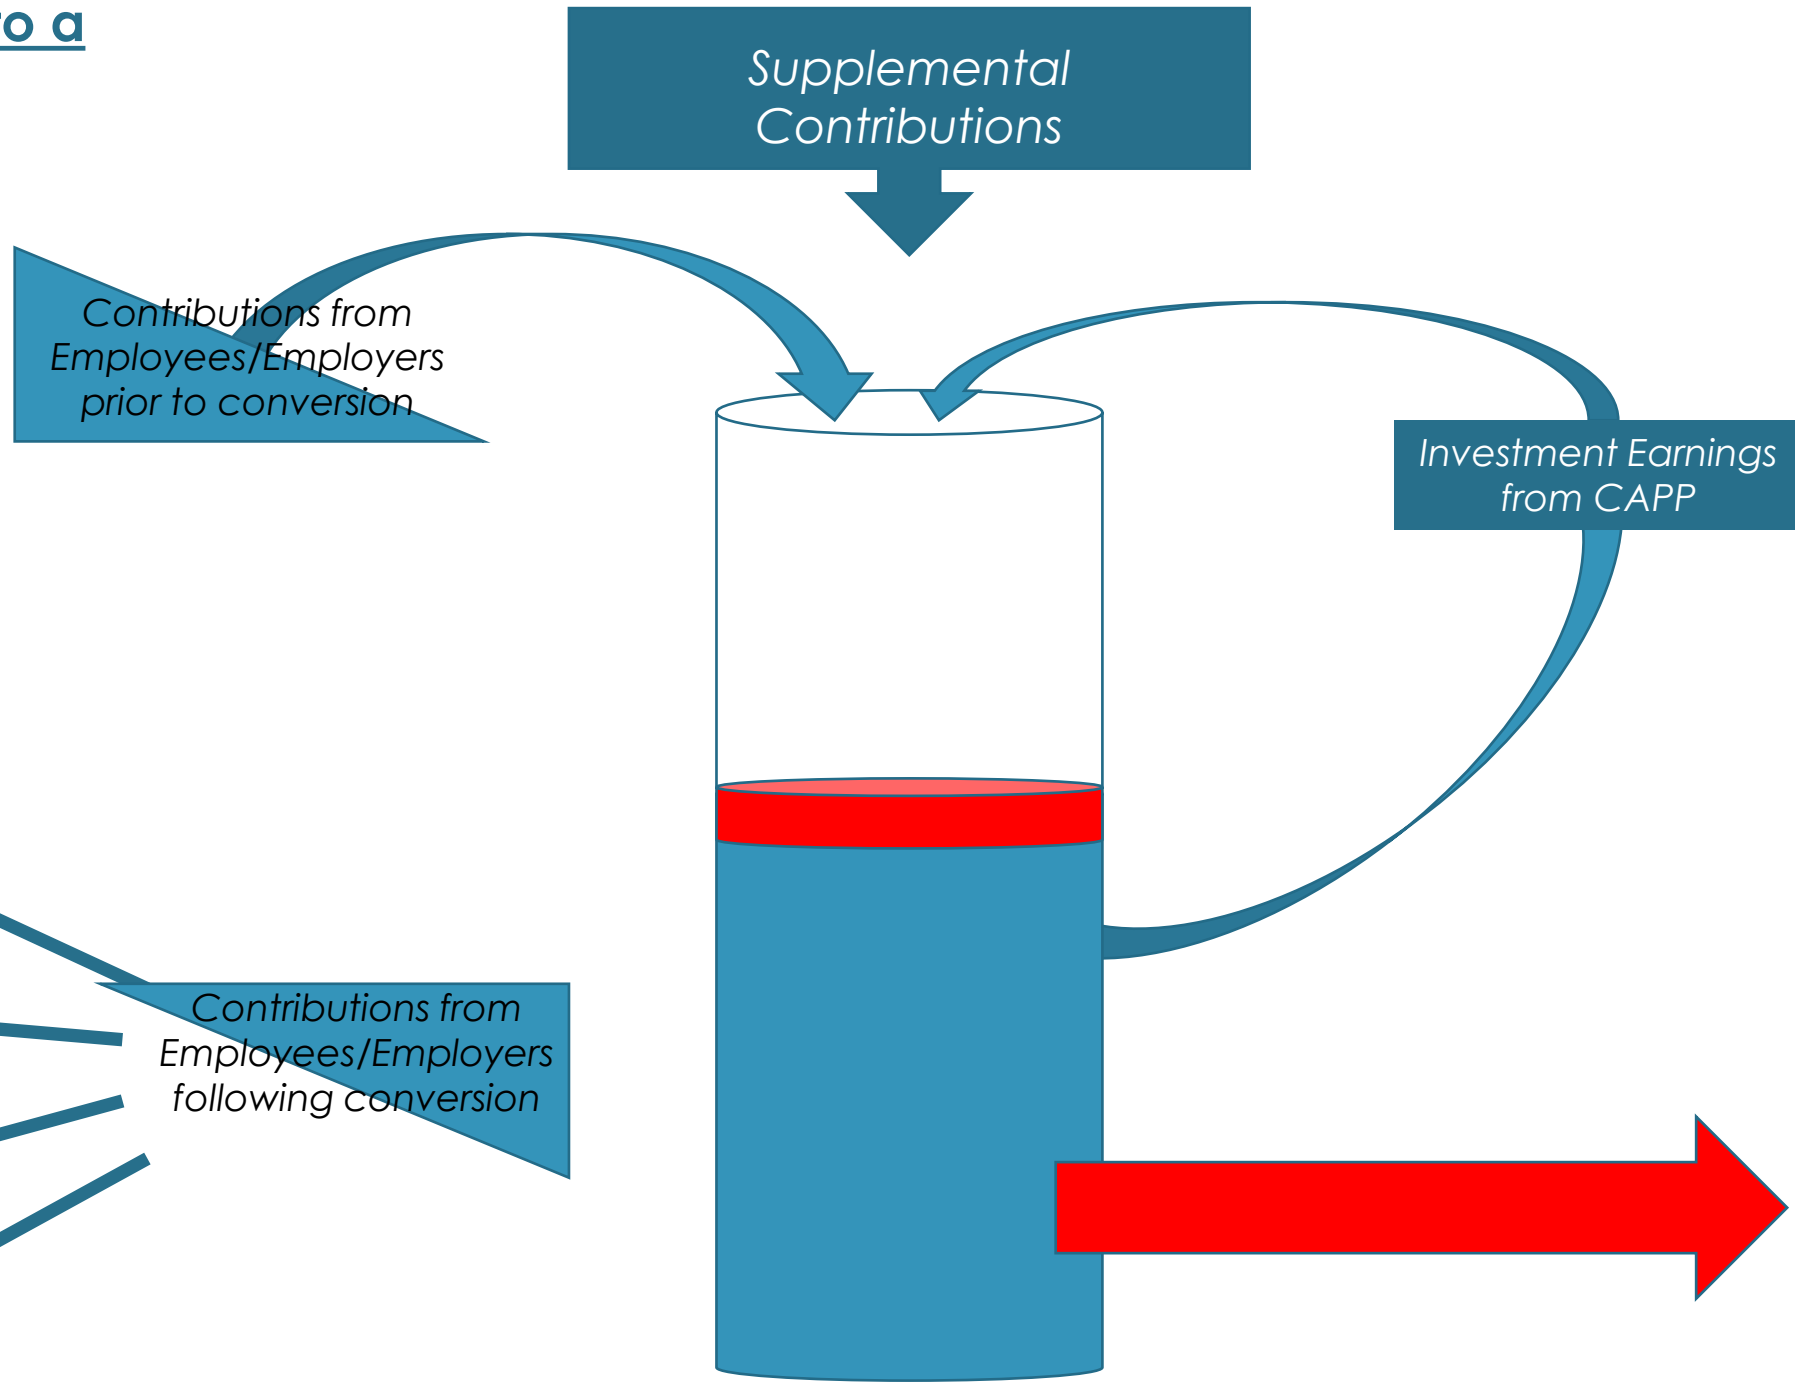 to a
Supplemental
Contributions
Contributions from
Employees/Employers
prior to conversion
Investment Earnings
from CAPP
Contributions from
Employees/Employers
following conversion